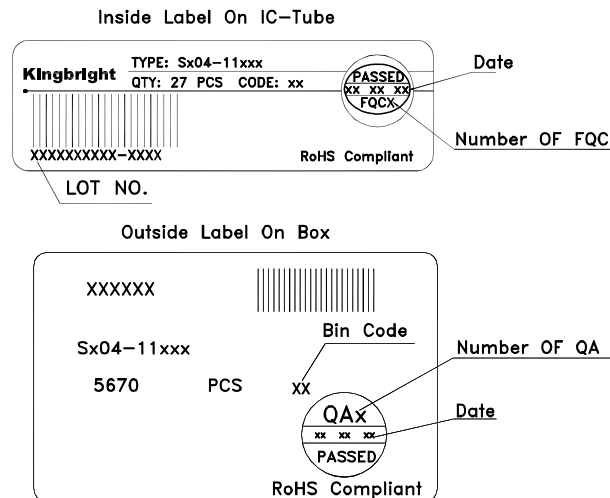 Inside Label On IC-Tube
Kingbright
TYPE: Sx04-11xxx
QTY: 27 PCS CODE: xx
PASSED
xx xx xx
FQCX
Date
Number OF FQC
XXXXXXXXXX-XXXX
RoHS Compliant
LOT NO.
Outside Label On Box
XXXXXX
Bin Code
Sx04-11xxx
Number OF QA
5670 PCS XX
QAx
Date
xx xx xx
PASSED
RoHS Compliant